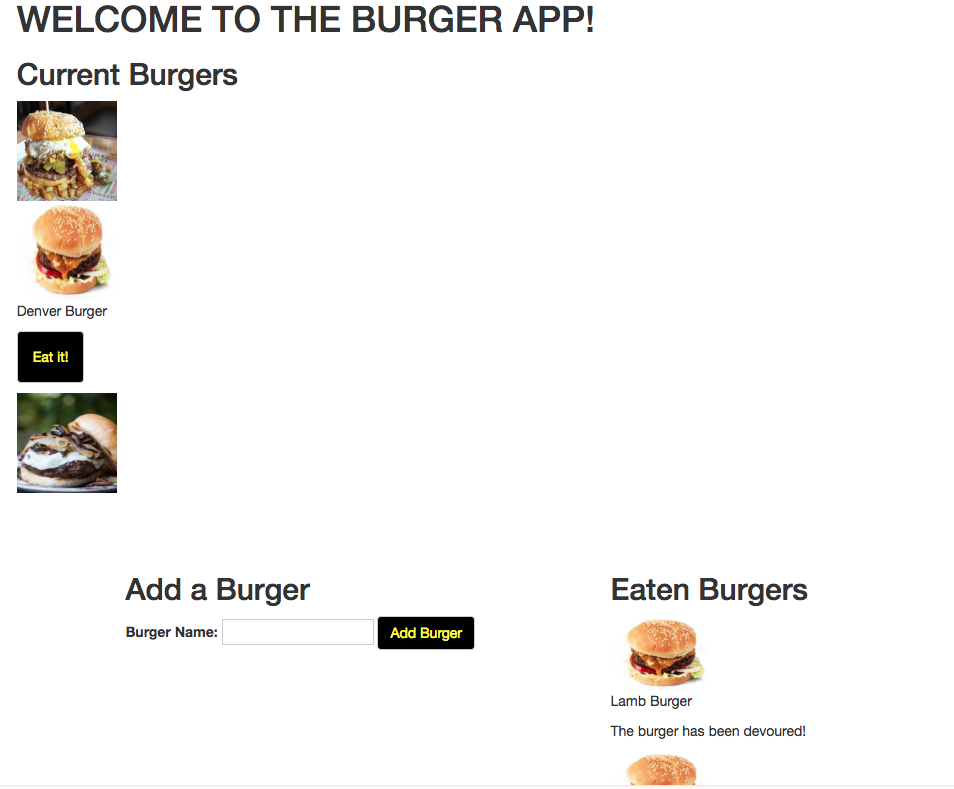 WELCOME TO THE BURGER APP!
Current Burgers
Denver Burger
Eat it!
Add a Burger
Burger Name:
Add Burger
Eaten Burgers
Lamb Burger
The burger has been devoured!